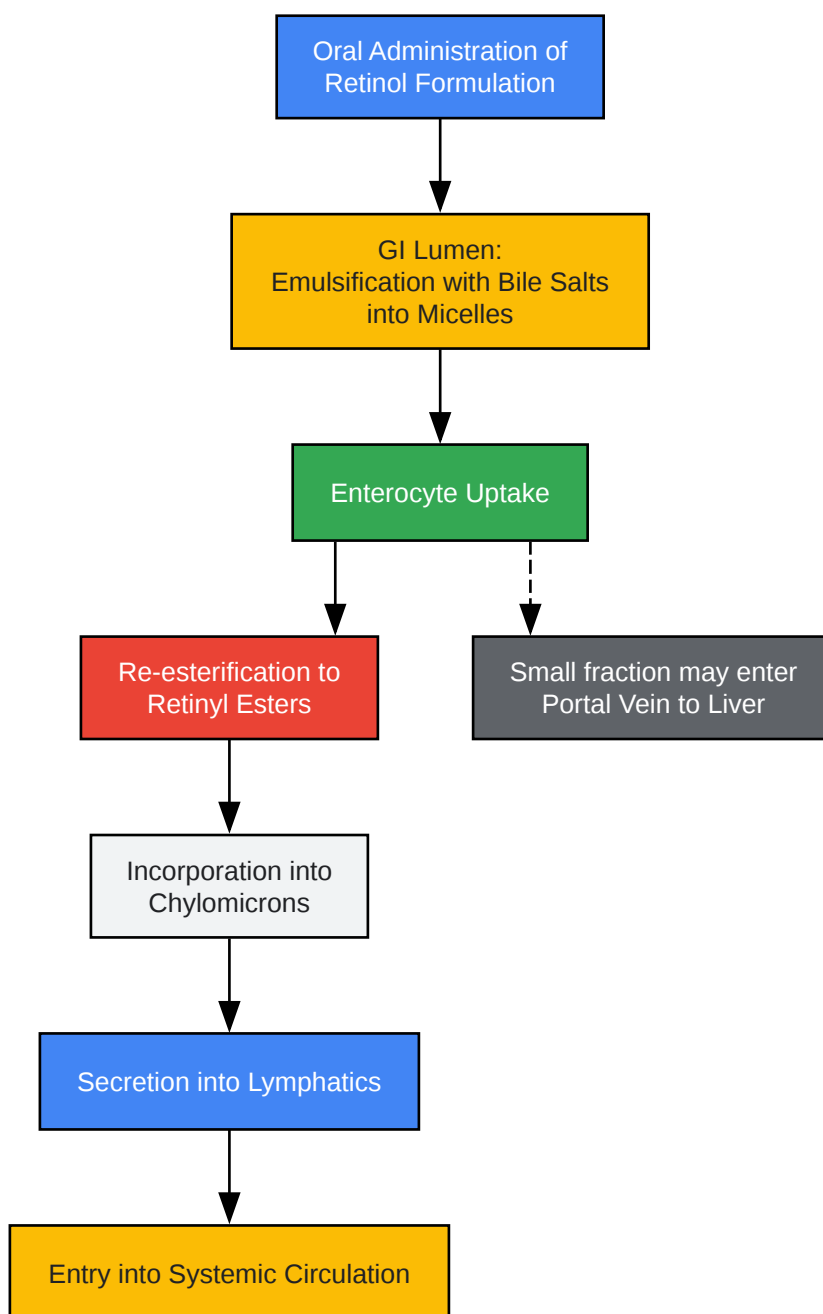 Oral Administration of
Retinol Formulation
GI Lumen:
Emulsification with Bile Salts
into Micelles
Enterocyte Uptake
Re-esterification to
Retinyl Esters
Small fraction may enter
Portal Vein to Liver
Incorporation into
Chylomicrons
Secretion into Lymphatics
Entry into Systemic Circulation